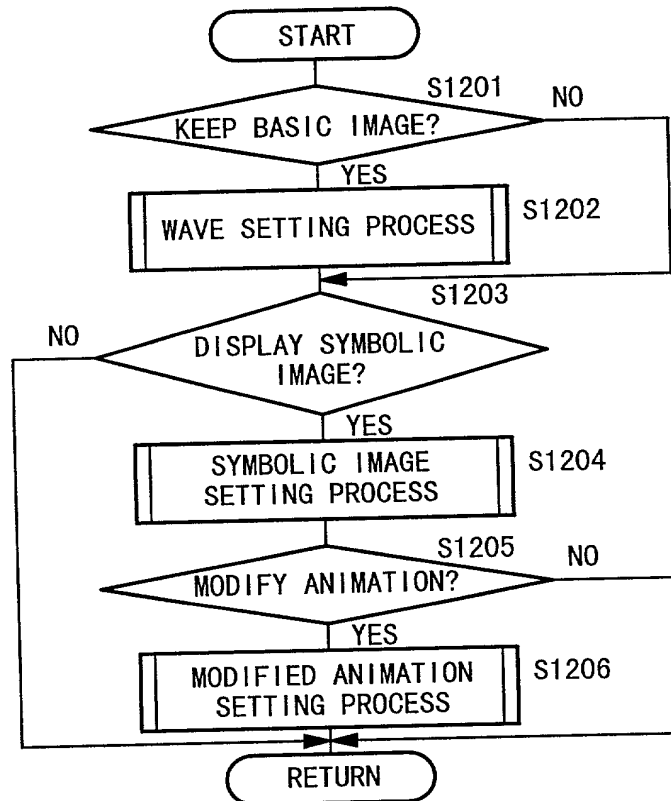 START
S1201
KEEP BASIC IMAGE?
NO
YES
WAVE SETTING PROCESS
S1202
S1203
NO
DISPLAY SYMBOLIC
IMAGE?
YES
SYMBOLIC IMAGE
SETTING PROCESS
S1204
S1205
MODIFY ANIMATION?
NO
YES
MODIFIED ANIMATION
SETTING PROCESS
S1206
RETURN